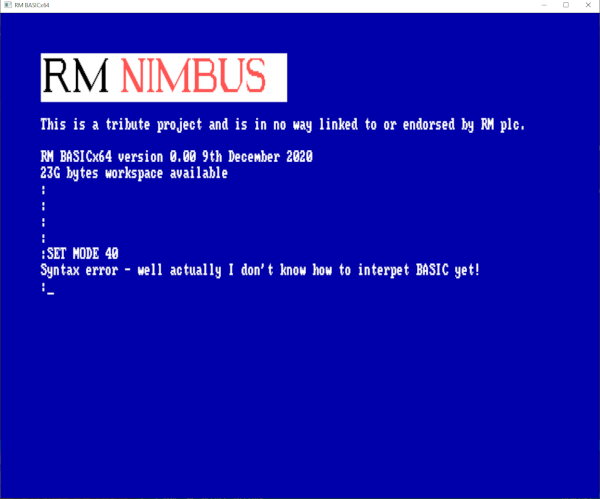 RM BASICx64
RM NIMBUS
This is a tribute project and is in no way linked to or endorsed by RM plc.
RM BASICx64 version 0.00 9th December 2020
23G bytes workspace available
:
:
:
:
:SET MODE 40
Syntax error - well actually I don't know how to interpet BASIC yet!
:_